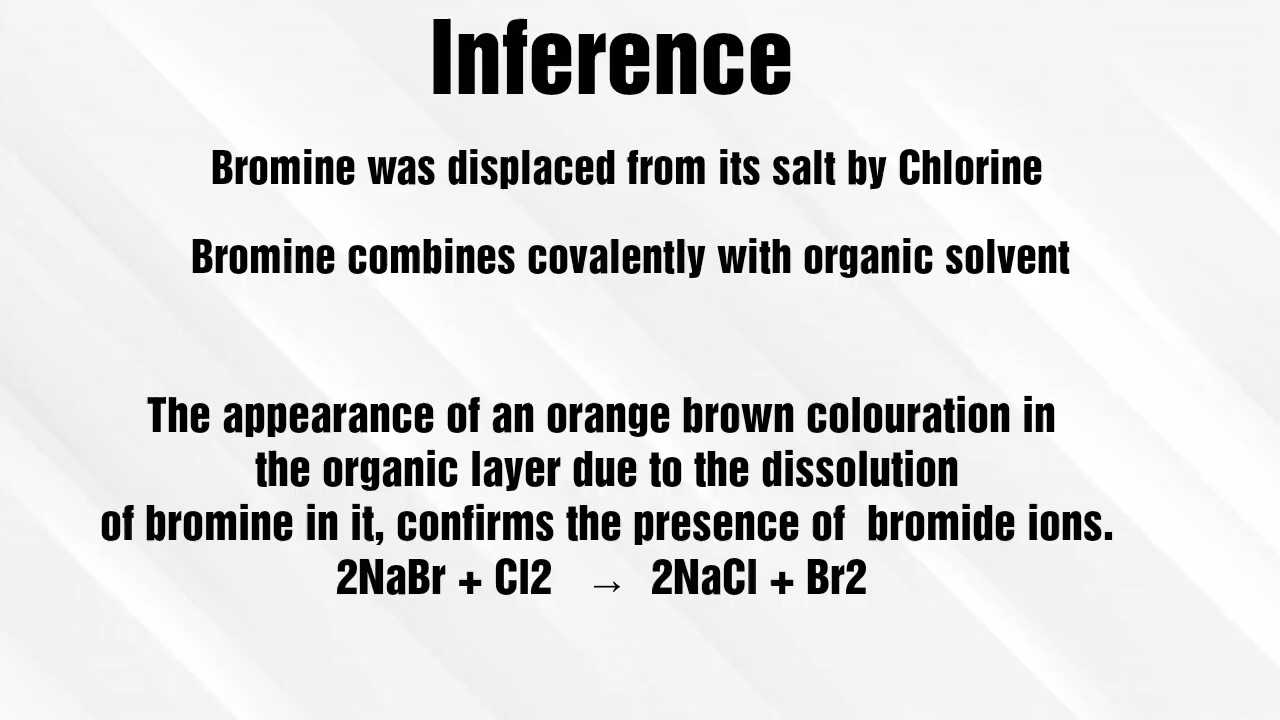 Inference
Bromine was displaced from its salt by Chlorine
Bromine combines covalently with organic solvent
The appearance of an orange brown colouration in
the organic layer due to the dissolution
of bromine in it, confirms the presence of  bromide ions.
2NaBr + Cl2 → 2NaCl + Br2